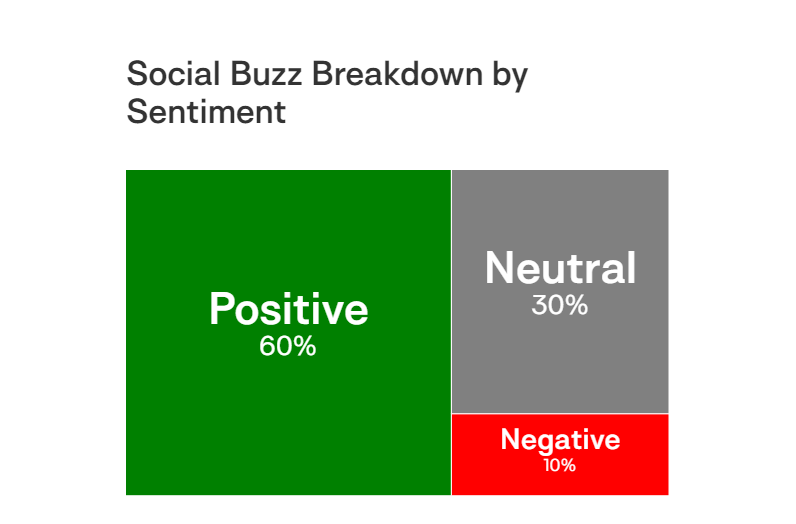 Social Buzz Breakdown by
Sentiment
Positive
60%
Neutral
30%
Negative
10%